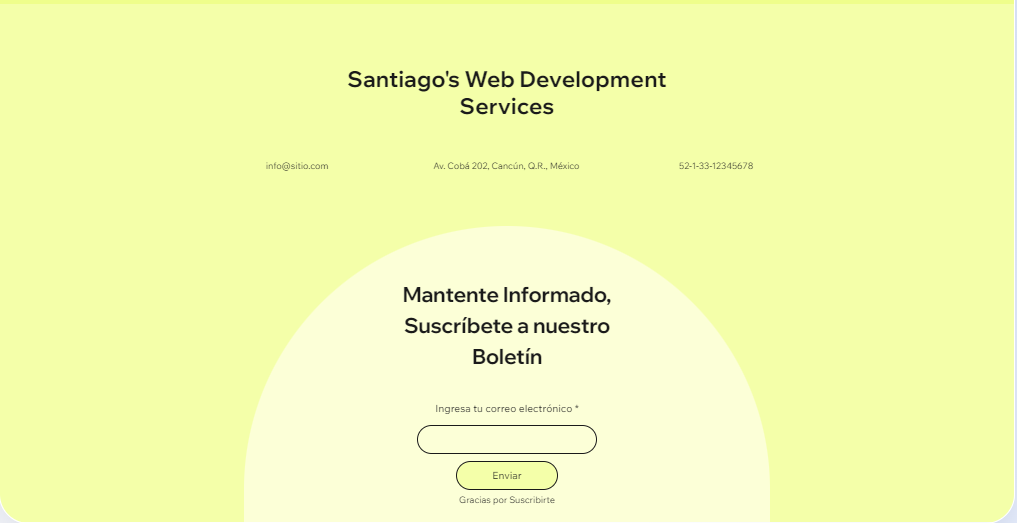 Santiago's Web Development
Services
info@sitio.com
Av. Cobá 202, Cancún, Q.R., México
52-1-33-12345678
Mantente Informado,
Suscríbete a nuestro
Boletín
Ingresa tu correo electrónico *
Enviar
Gracias por Suscribirte